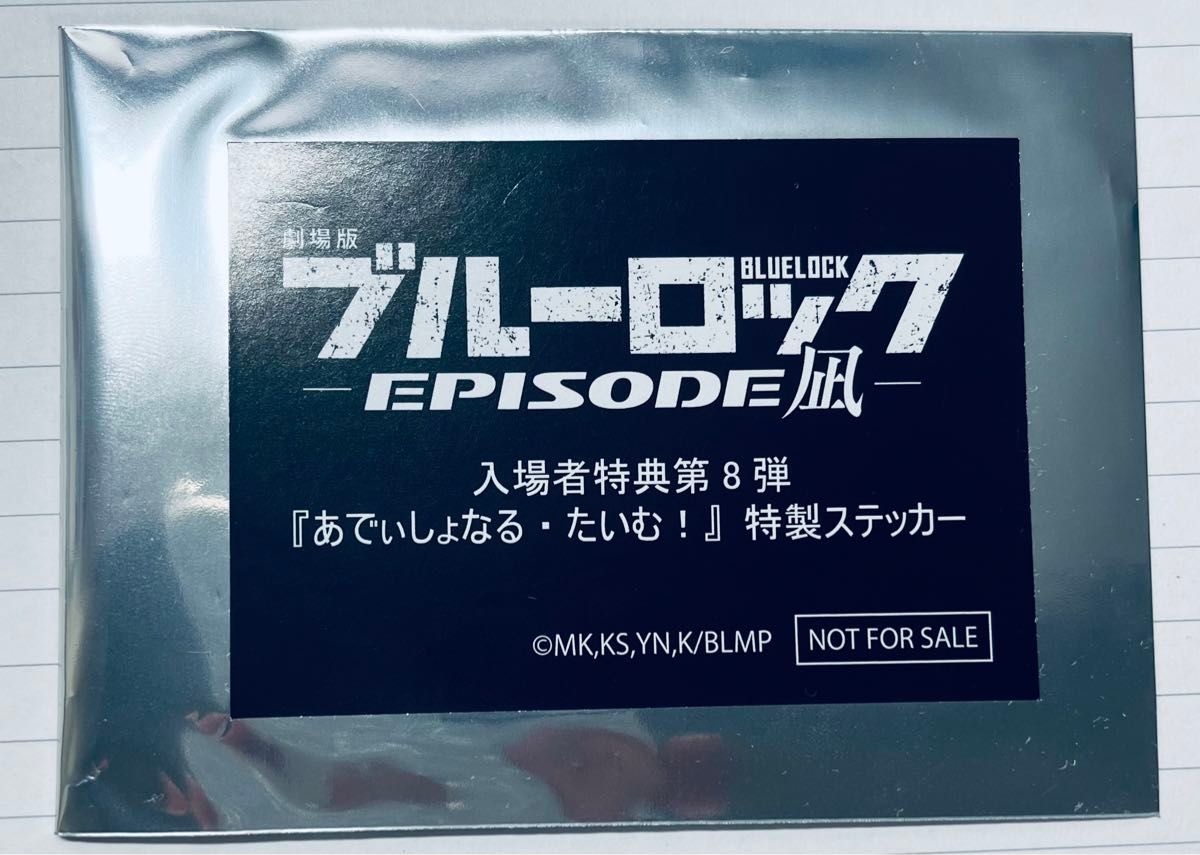 劇場版
ブルーロック
BLUELOCK
EPISODE凪
入場者特典第8弾
『あでぃしょなる・たいむ！』特製ステッカー
©MK,KS,YN,K/BLMP
NOT FOR SALE